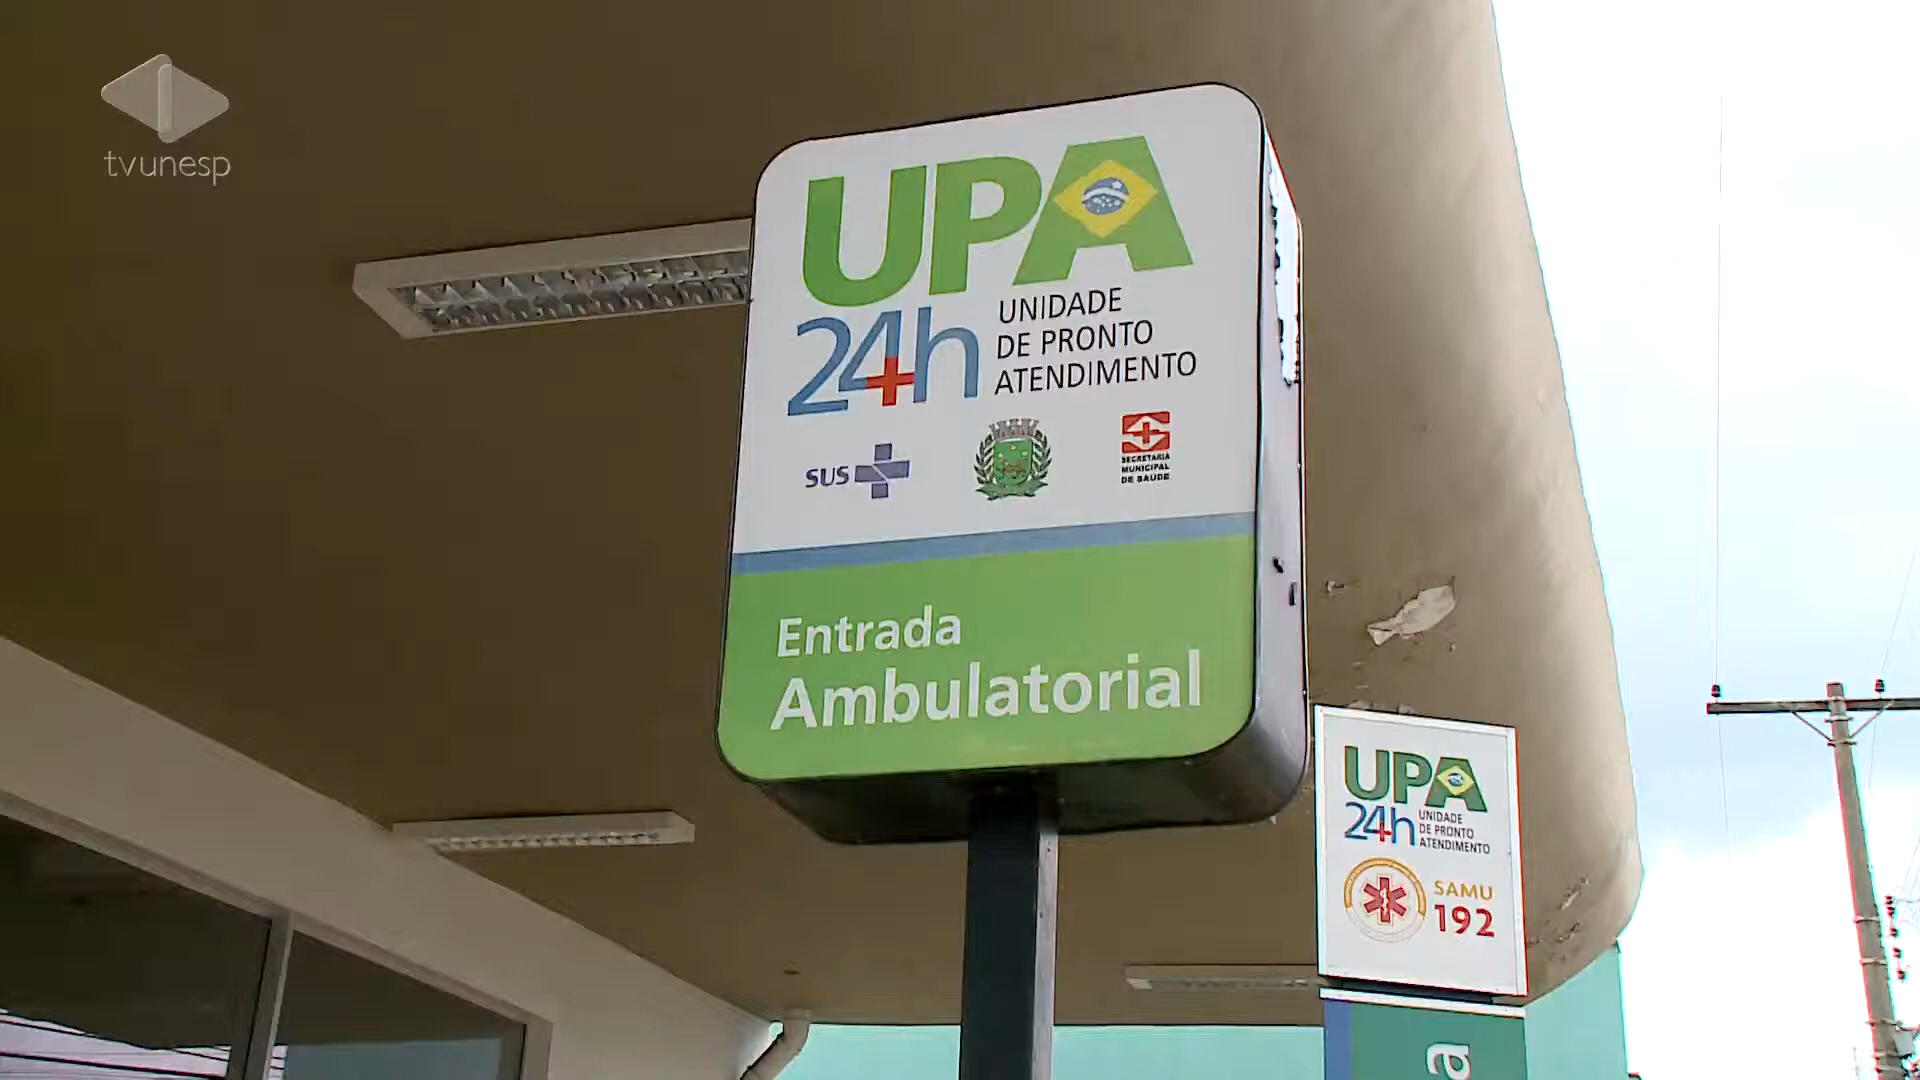 tvunesp
UPA
24h
UNIDADE
DE PRONTO
ATENDIMENTO
SUS
SECRETARIA
MUNICIPAL
DE SAÚDE
Entrada
Ambulatorial
UPA
24h
UNIDADE
DE PRONTO
ATENDIMENTO
SAMU
192
a